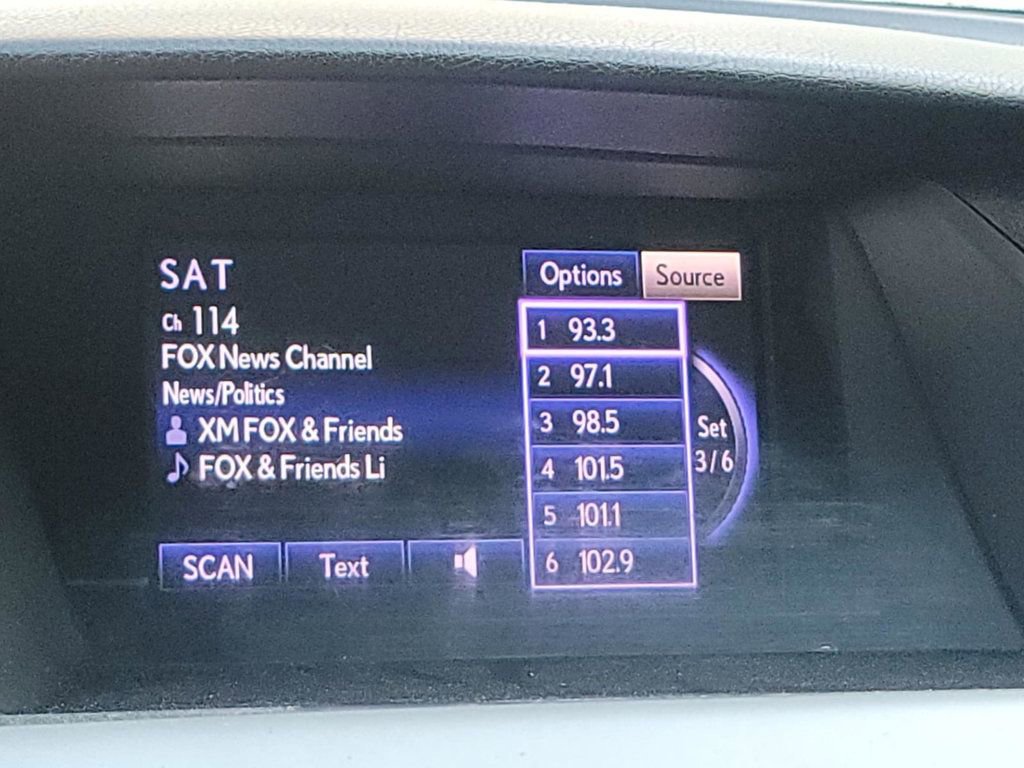 SAT
Ch 114
FOX News Channel
News/Politics
XM FOX & Friends
FOX & Friends Li
SCAN Text
Options Source
1 93.3
2 97.1
3 98.5
4 101.5
5 101.1
6 102.9
Set
3/6